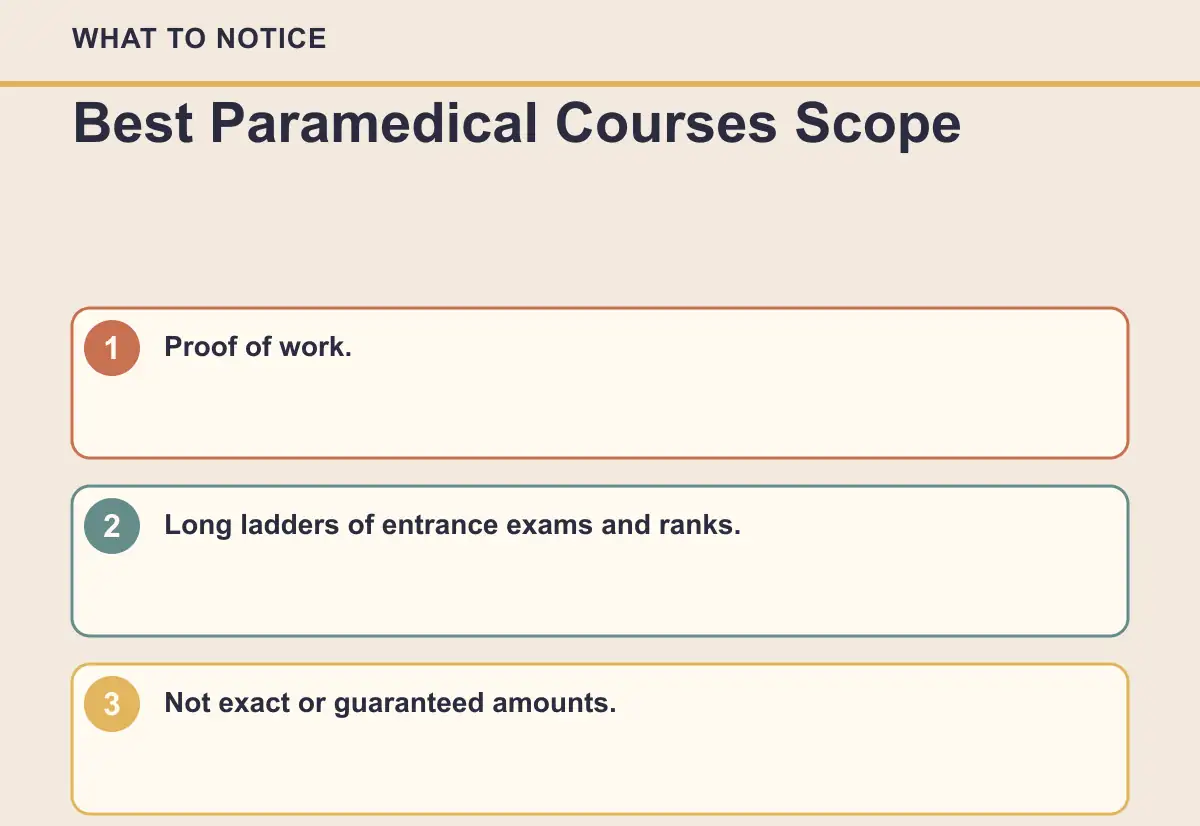 WHAT TO NOTICE
Best Paramedical Courses Scope
1 Proof of work.
2 Long ladders of entrance exams and ranks.
3 Not exact or guaranteed amounts.